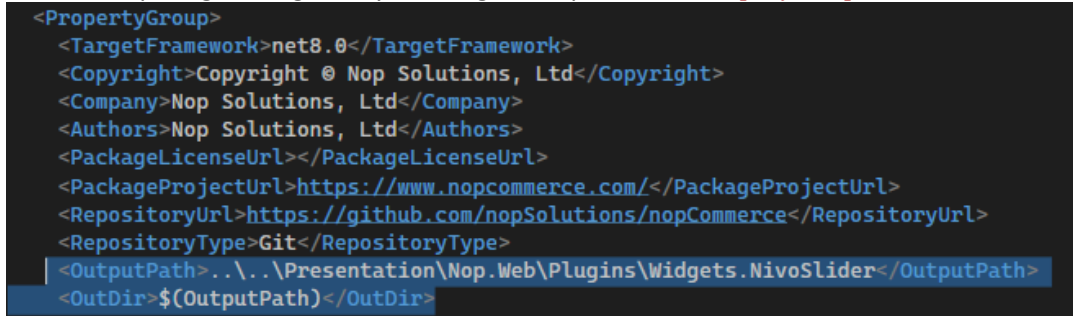 <PropertyGroup>
<TargetFramework>net8.0</TargetFramework>
<Copyright>Copyright © Nop Solutions, Ltd</Copyright>
<Company>Nop Solutions, Ltd</Company>
<Authors>Nop Solutions, Ltd</Authors>
<PackageLicenseUrl></PackageLicenseUrl>
<PackageProjectUrl>https://www.nopcommerce.com/</PackageProjectUrl>
<RepositoryUrl>https://github.com/nopSolutions/nopCommerce</RepositoryUrl>
<RepositoryType>Git</RepositoryType>
<OutputPath>..\..\Presentation\Nop.Web\Plugins\Widgets.NivoSlider</OutputPath>
<OutDir>$(OutputPath)</OutDir>